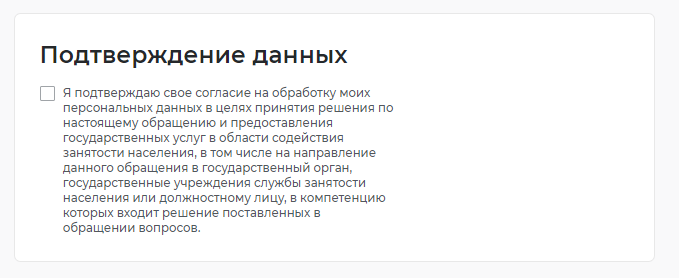 Подтверждение данных
Я подтверждаю свое согласие на обработку моих
персональных данных в целях принятия решения по
настоящему обращению и предоставления
государственных услуг в области содействия
занятости населения, в том числе на направление
данного обращения в государственный орган,
государственные учреждения службы занятости
населения или должностному лицу, в компетенцию
которых входит решение поставленных в
обращении вопросов.